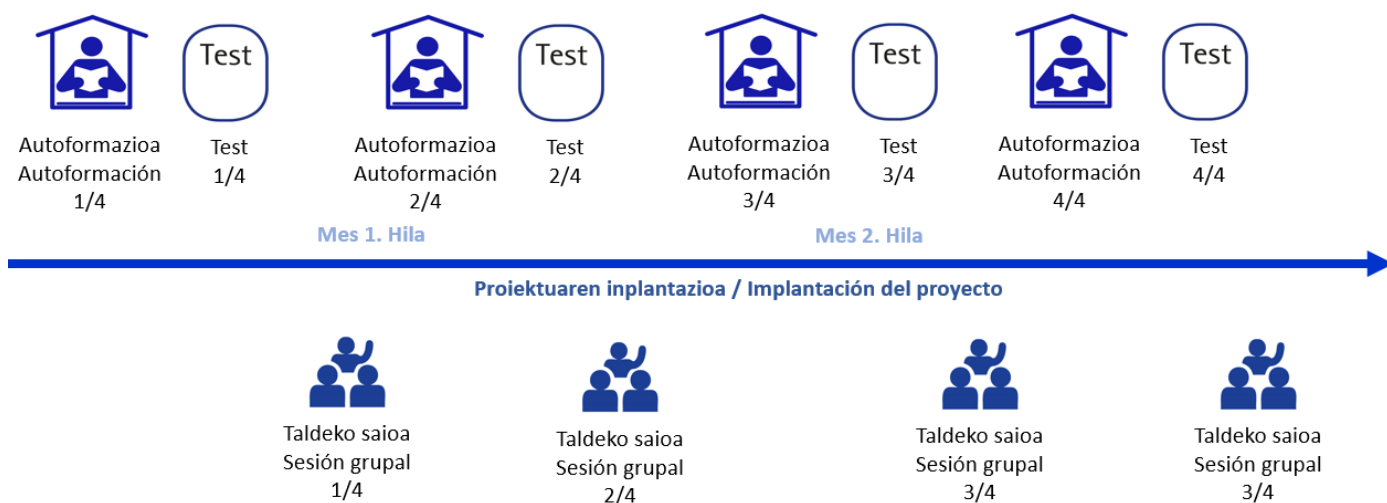 Test
Test
Test
Test
Autoformazioa
Autoformación
1/4
Test
1/4
Autoformazioa
Autoformación
2/4
Test
2/4
Autoformazioa
Autoformación
3/4
Test
3/4
Autoformazioa
Autoformación
4/4
Test
4/4
Mes 1. Hila
Mes 2. Hila
Proiektuaren inplantazioa / Implantación del proyecto
Taldeko saioa
Sesión grupal
1/4
Taldeko saioa
Sesión grupal
2/4
Taldeko saioa
Sesión grupal
3/4
Taldeko saioa
Sesión grupal
3/4